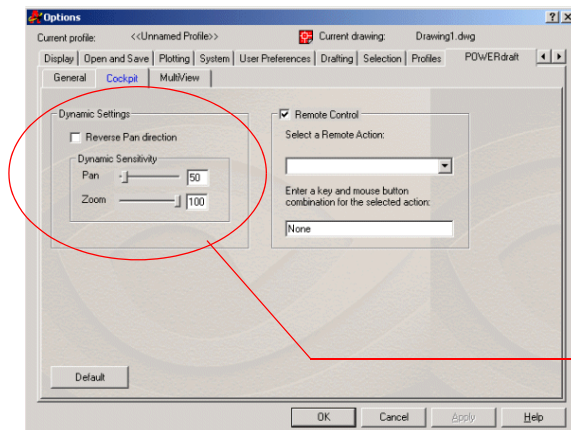 Options
Current profile: <<Unnamed Profile>> Current drawing: Drawing1.dwg
Display Open and Save Plotting System User Preferences Drafting Selection Profiles POWERdraft
General Cockpit MultiView
Dynamic Settings
Reverse Pan direction
Dynamic Sensitivity
Pan 50
Zoom 100
Remote Control
Select a Remote Action:
Enter a key and mouse button
combination for the selected action:
None
Default
OK Cancel Apply Help